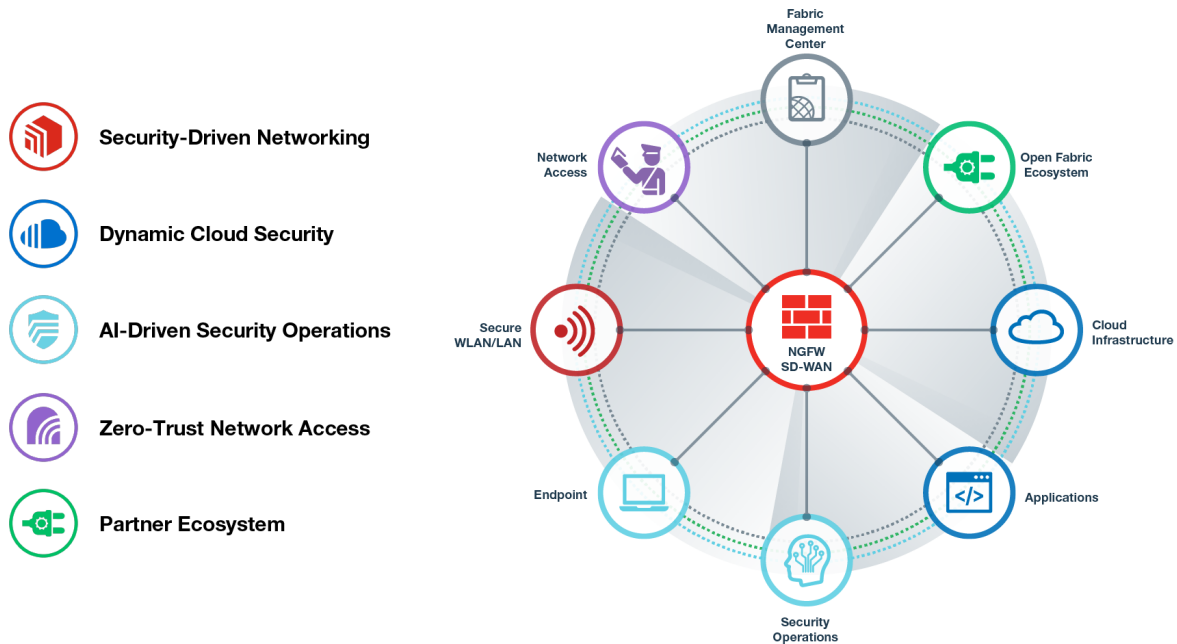 Security-Driven Networking
Dynamic Cloud Security
AI-Driven Security Operations
Zero-Trust Network Access
Partner Ecosystem
Fabric
Management
Center
Network
Access
Open Fabric
Ecosystem
Secure
WLAN/LAN
NGFW
SD-WAN
Cloud
Infrastructure
Endpoint
</>
Applications
Security
Operations